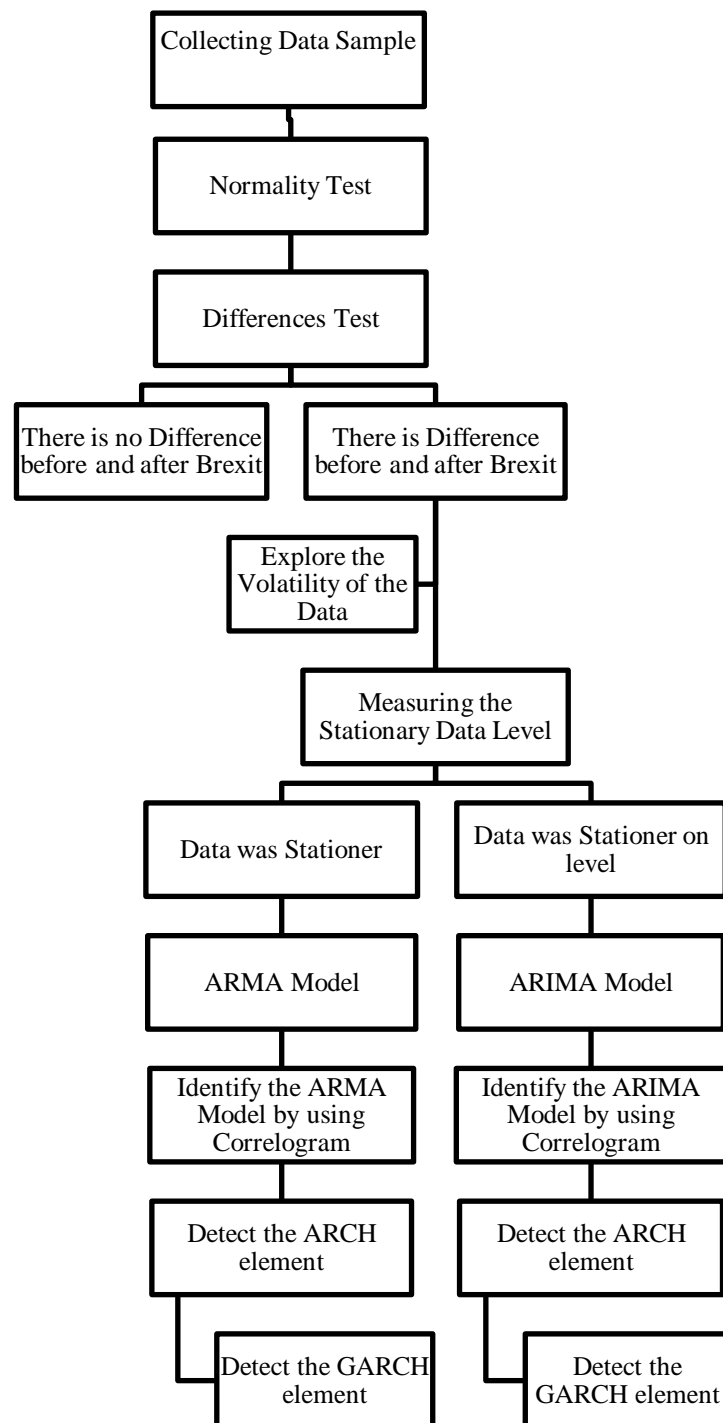 Collecting Data Sample
Normality Test
Differences Test
There is no Difference
before and after Brexit
There is Difference
before and after Brexit
Explore the
Volatility of the
Data
Measuring the
Stationary Data Level
Data was Stationer
Data was Stationer on
level
ARMA Model
ARIMA Model
Identify the ARMA
Model by using
Correlogram
Identify the ARIMA
Model by using
Correlogram
Detect the ARCH
element
Detect the ARCH
element
Detect the GARCH
element
Detect the
GARCH element